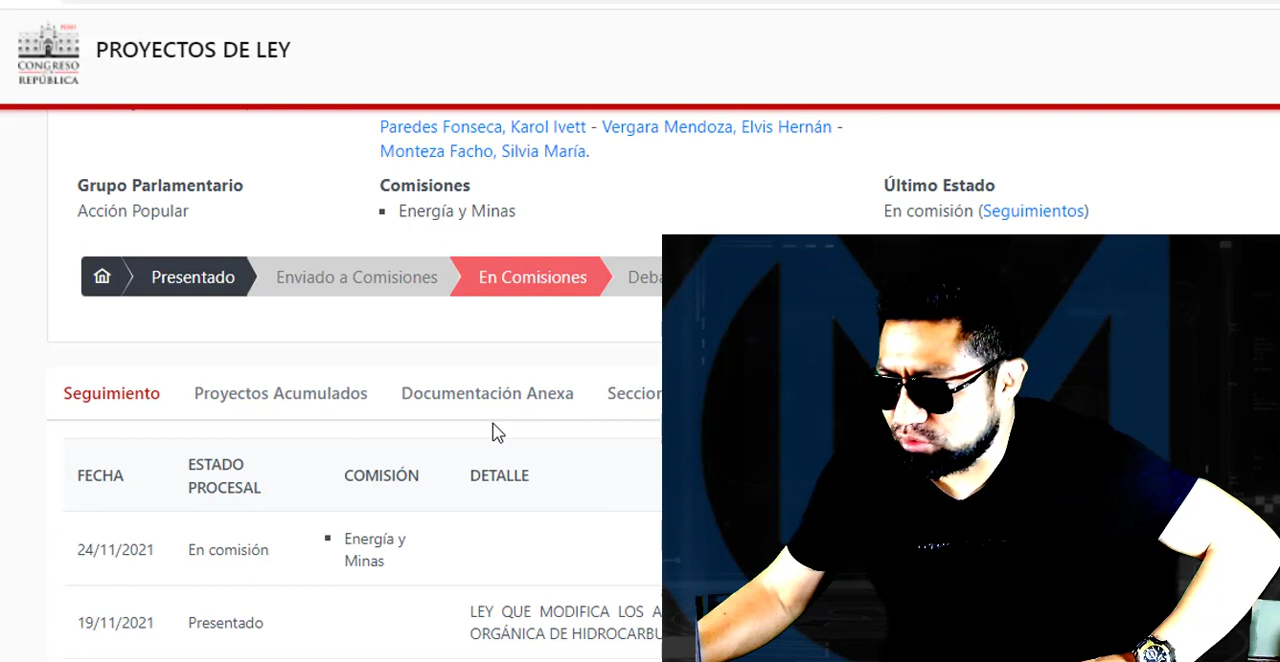 PERÚ
CONGRESO
REPÚBLICA
PROYECTOS DE LEY
Paredes Fonseca, Karol Ivett - Vergara Mendoza, Elvis Hernán -
Monteza Facho, Silvia María.
Grupo Parlamentario
Comisiones
Último Estado
Acción Popular
Energía y Minas
En comisión (Seguimientos)
Presentado
Enviado a Comisiones
En Comisiones
Seguimiento
Proyectos Acumulados
Documentación Anexa
FECHA
ESTADO
PROCESAL
COMISIÓN
DETALLE
24/11/2021
En comisión
Energía y
Minas
19/11/2021
Presentado
LEY QUE MODIFICA LOS
ORGÁNICA DE